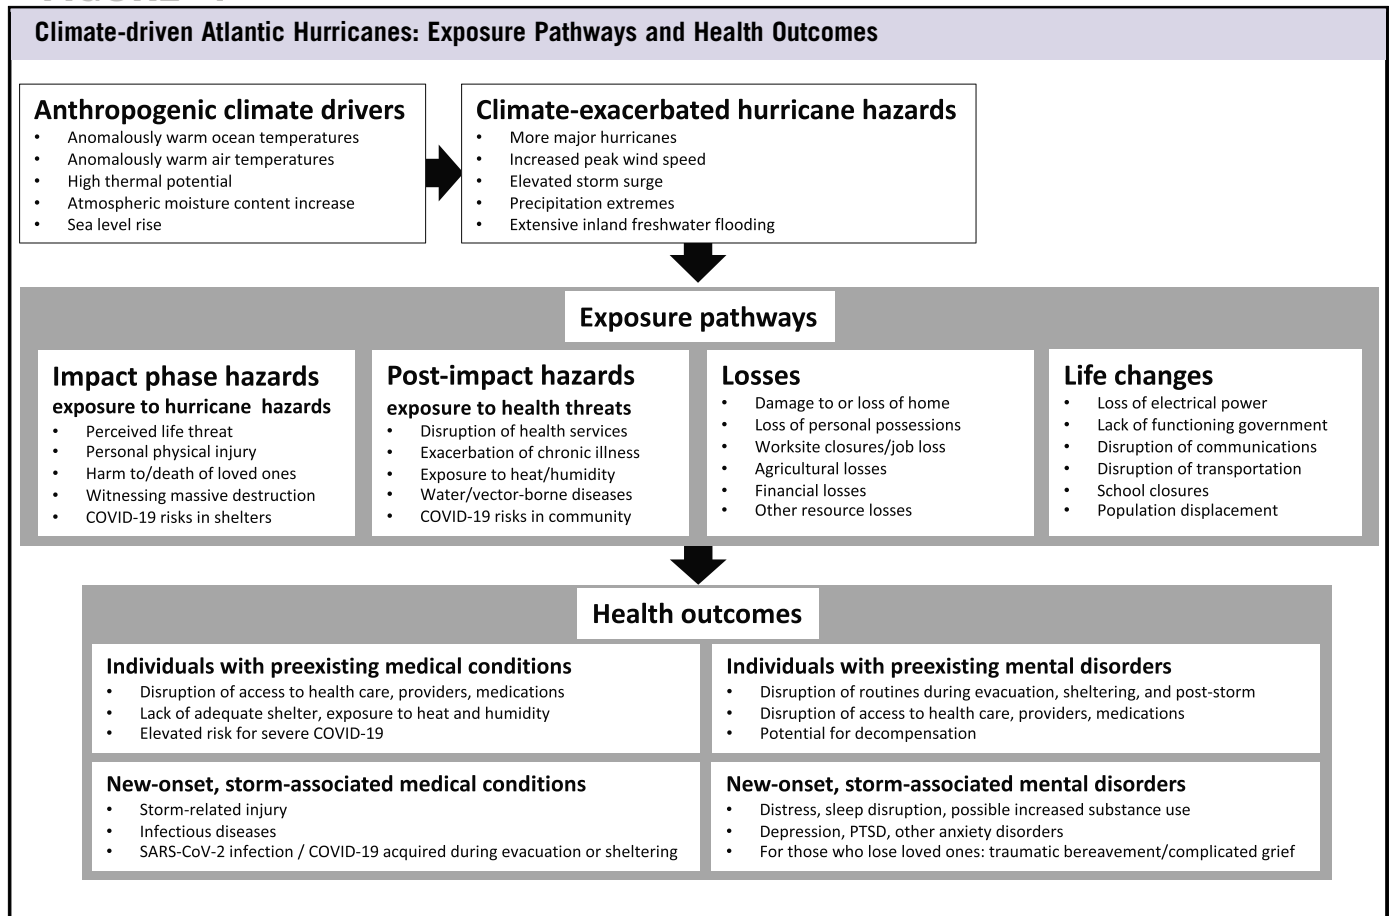 Climate-driven Atlantic Hurricanes: Exposure Pathways and Health Outcomes
Anthropogenic climate drivers
• Anomalously warm ocean temperatures
• Anomalously warm air temperatures
• High thermal potential
• Atmospheric moisture content increase
• Sea level rise
Climate-exacerbated hurricane hazards
• More major hurricanes
• Increased peak wind speed
• Elevated storm surge
• Precipitation extremes
• Extensive inland freshwater flooding
Exposure pathways
Impact phase hazards
exposure to hurricane hazards
• Perceived life threat
• Personal physical injury
• Harm to/death of loved ones
• Witnessing massive destruction
• COVID-19 risks in shelters
Post-impact hazards
exposure to health threats
• Disruption of health services
• Exacerbation of chronic illness
• Exposure to heat/humidity
• Water/vector-borne diseases
• COVID-19 risks in community
Losses
• Damage to or loss of home
• Loss of personal possessions
• Worksite closures/job loss
• Agricultural losses
• Financial losses
• Other resource losses
Life changes
• Loss of electrical power
• Lack of functioning government
• Disruption of communications
• Disruption of transportation
• School closures
• Population displacement
Health outcomes
Individuals with preexisting medical conditions
• Disruption of access to health care, providers, medications
• Lack of adequate shelter, exposure to heat and humidity
• Elevated risk for severe COVID-19
Individuals with preexisting mental disorders
• Disruption of routines during evacuation, sheltering, and post-storm
• Disruption of access to health care, providers, medications
• Potential for decompensation
New-onset, storm-associated medical conditions
• Storm-related injury
• Infectious diseases
• SARS-CoV-2 infection / COVID-19 acquired during evacuation or sheltering
New-onset, storm-associated mental disorders
• Distress, sleep disruption, possible increased substance use
• Depression, PTSD, other anxiety disorders
• For those who lose loved ones: traumatic bereavement/complicated grief